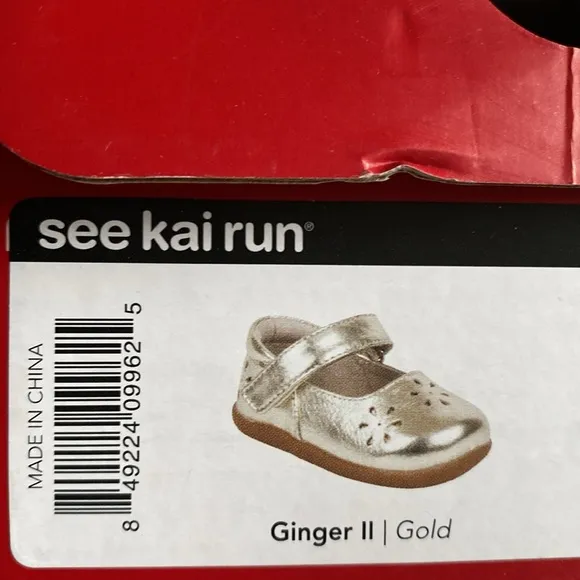 see kai run®
MADE IN CHINA
8 49224 09962 5
Ginger II | Gold